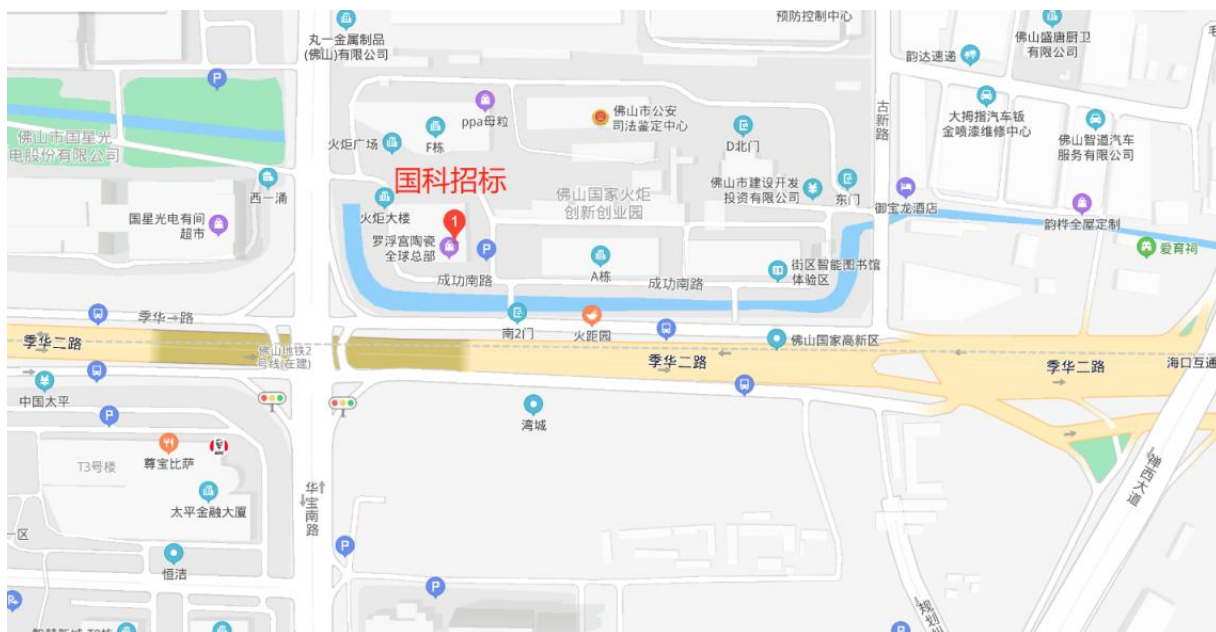 预防控制中心
丸一金属制品
(佛山)有限公司
佛山盛唐厨卫
有限公司
韵达速递
P
ppa母粒
佛山市公安
司法鉴定中心
D北门
古新路
大拇指汽车钣
金喷漆维修中心
佛山智道汽车
服务有限公司
佛山市国星光
电股份有限公司
火炬广场
F栋
国科招标
西一涌
佛山国家火炬
创新创业园
佛山市建设开发
投资有限公司
东门
御宝龙酒店
韵桦全屋定制
爱育祠
国星光电有间
超市
火炬大楼
1
罗浮宫陶瓷
全球总部
P
A栋
街区智能图书馆
体验区
成功南路
成功南路
季华一路
南2门
火距园
佛山国家高新区
季华二路
佛山地铁2
号线(在建)
季华二路
季华二路
海口互通
中国太平
P
湾城
T3号楼
尊宝比萨
太平金融大厦
华宝南路
禅西大道
一区
恒洁
P
P
P
P
规划